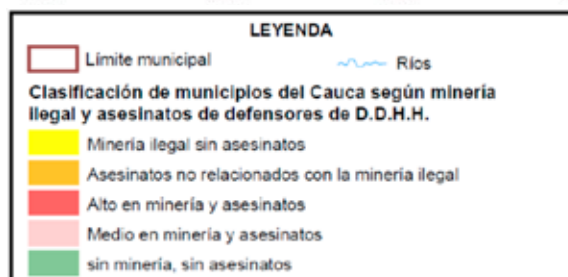 LEYENDA
Límite municipal Ríos
Clasificación de municipios del Cauca según minería
ilegal y asesinatos de defensores de D.D.H.H.
Minería ilegal sin asesinatos
Asesinatos no relacionados con la minería ilegal
Alto en minería y asesinatos
Medio en minería y asesinatos
sin minería, sin asesinatos